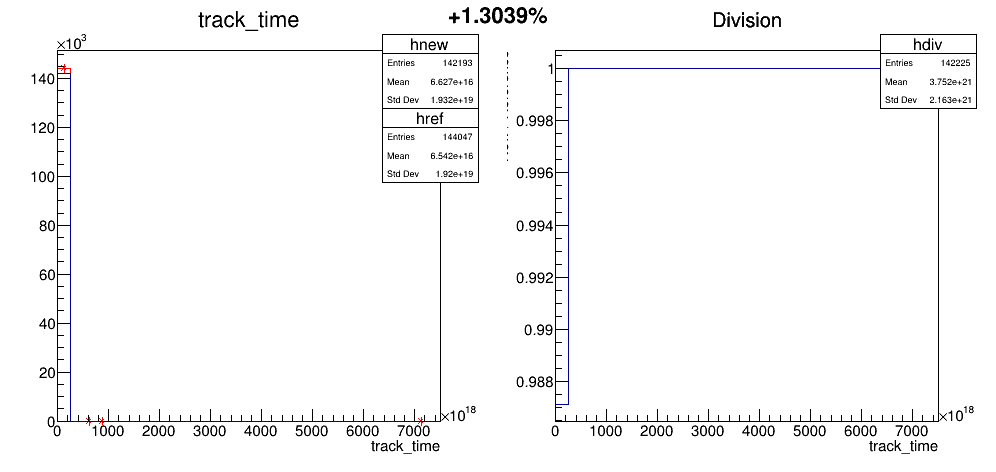 track_time
+1.3039%
Division
×10³
hnew
Entries 142193
Mean 6.627e+16
Std Dev 1.932e+19
href
Entries 144047
Mean 6.542e+16
Std Dev 1.92e+19
140
120
100
80
60
40
20
0
0 1000 2000 3000 4000 5000 6000 7000
×10¹⁸
track_time
hdiv
Entries 142225
Mean 3.752e+21
Std Dev 2.163e+21
1
0.998
0.996
0.994
0.992
0.99
0.988
0 1000 2000 3000 4000 5000 6000 7000
×10¹⁸
track_time